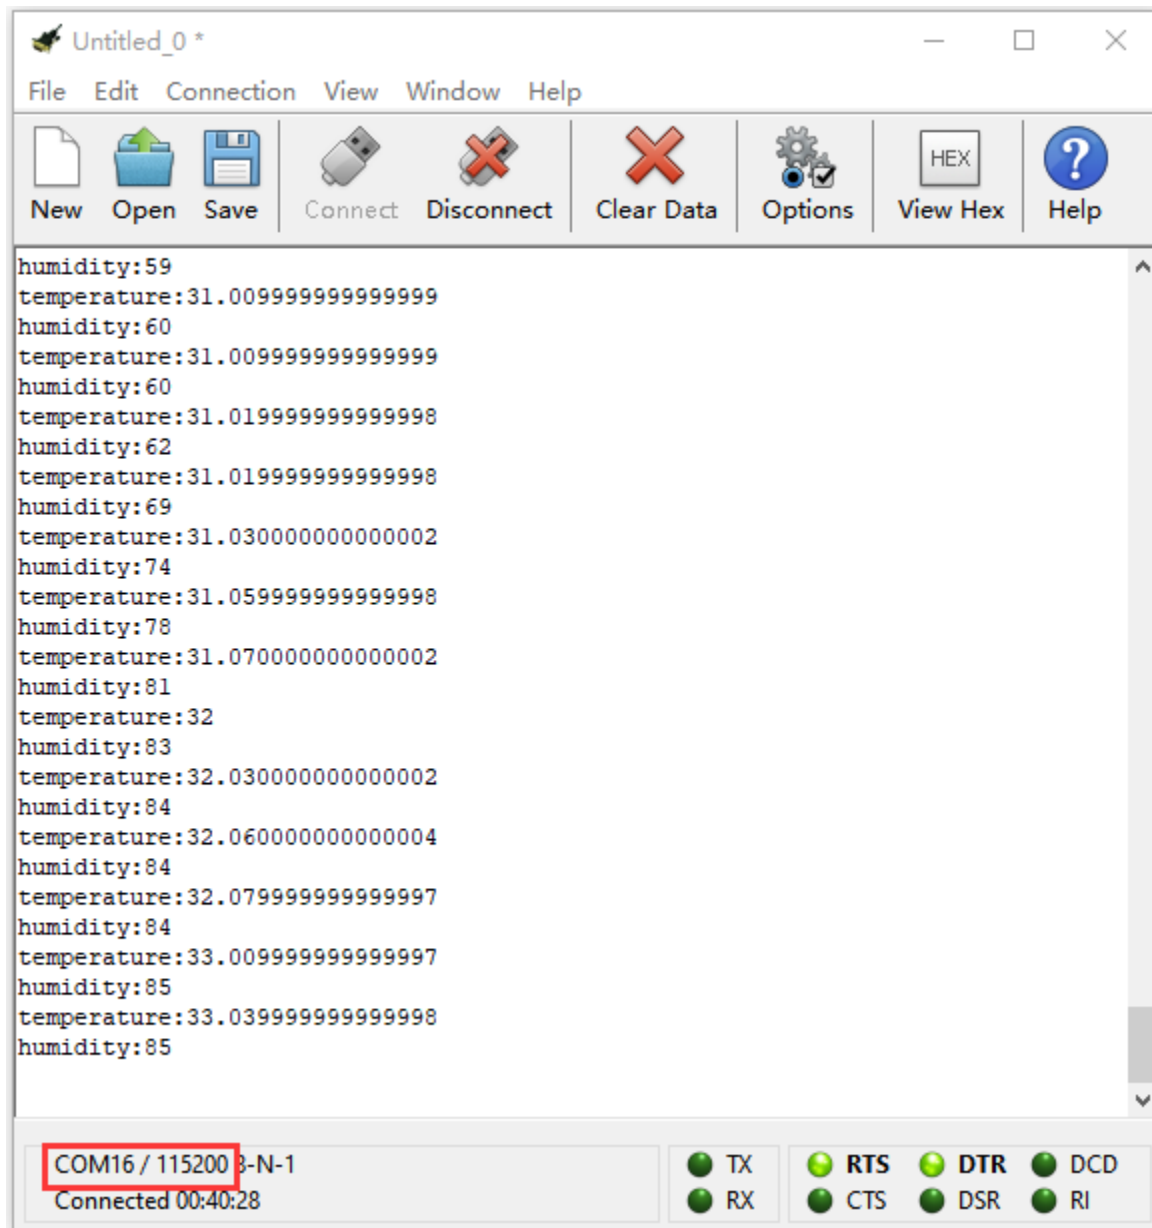 Untitled_0 *
File Edit Connection View Window Help
HEX
New Open Save Connect Disconnect Clear Data Options View Hex Help
humidity:59
temperature:31.009999999999999
humidity:60
temperature:31.009999999999999
humidity:60
temperature:31.019999999999998
humidity:62
temperature:31.019999999999998
humidity:69
temperature:31.030000000000002
humidity:74
temperature:31.059999999999998
humidity:78
temperature:31.070000000000002
humidity:81
temperature:32
humidity:83
temperature:32.030000000000002
humidity:84
temperature:32.060000000000004
humidity:84
temperature:32.079999999999997
humidity:84
temperature:33.009999999999997
humidity:85
temperature:33.039999999999998
humidity:85
COM16 / 115200 8-N-1 TX RTS DTR DCD
Connected 00:40:28 RX CTS DSR RI